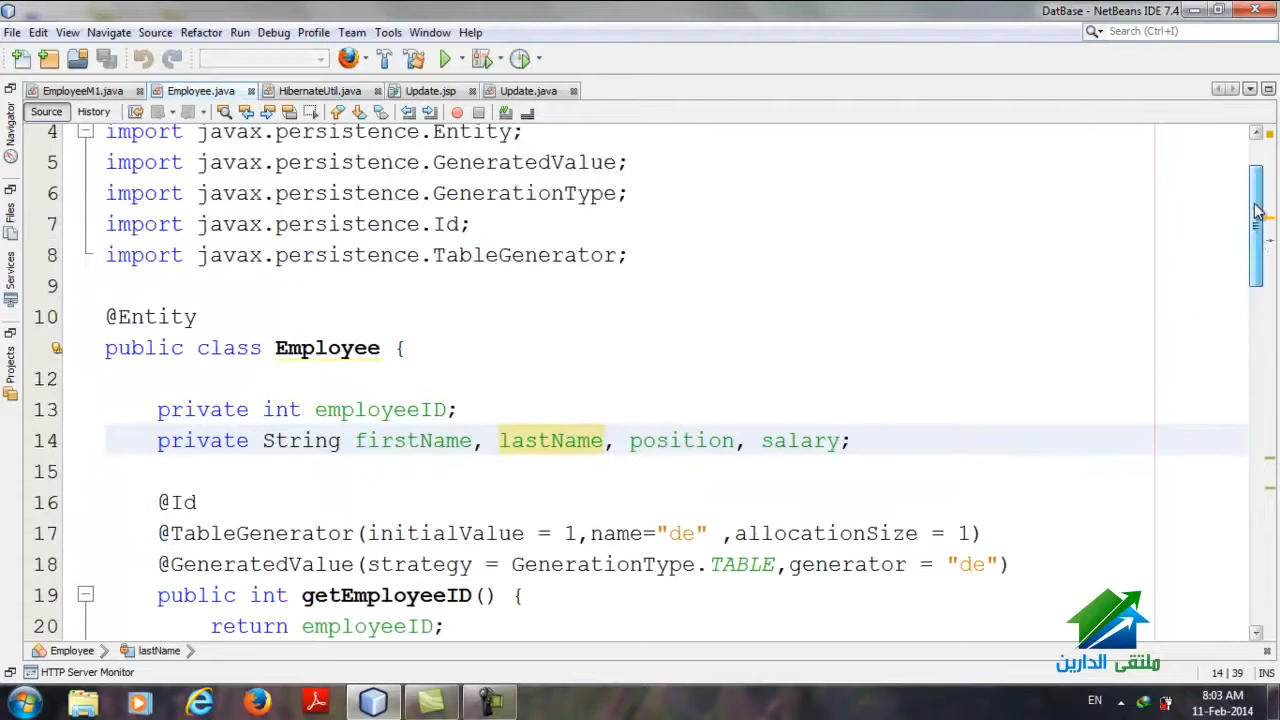 DatBase - NetBeans IDE 7.4
File Edit View Navigate Source Refactor Run Debug Profile Team Tools Window Help
Search (Ctrl+I)
EmployeeM1.java Employee.java HibernateUtil.java Update.jsp Update.java
Source History
Navigator
Files
Services
Projects
4 import javax.persistence.Entity;
5 import javax.persistence.GeneratedValue;
6 import javax.persistence.GenerationType;
7 import javax.persistence.Id;
8 import javax.persistence.TableGenerator;
9
10 @Entity
public class Employee {
12
13 private int employeeID;
14 private String firstName, lastName, position, salary;
15
16 @Id
17 @TableGenerator(initialValue = 1,name="de" ,allocationSize = 1)
18 @GeneratedValue(strategy = GenerationType.TABLE,generator = "de")
19 public int getEmployeeID() {
20 return employeeID;
ملتقى الدارين
Employee lastName
HTTP Server Monitor
14 | 39 INS
EN
8:03 AM
11-Feb-2014